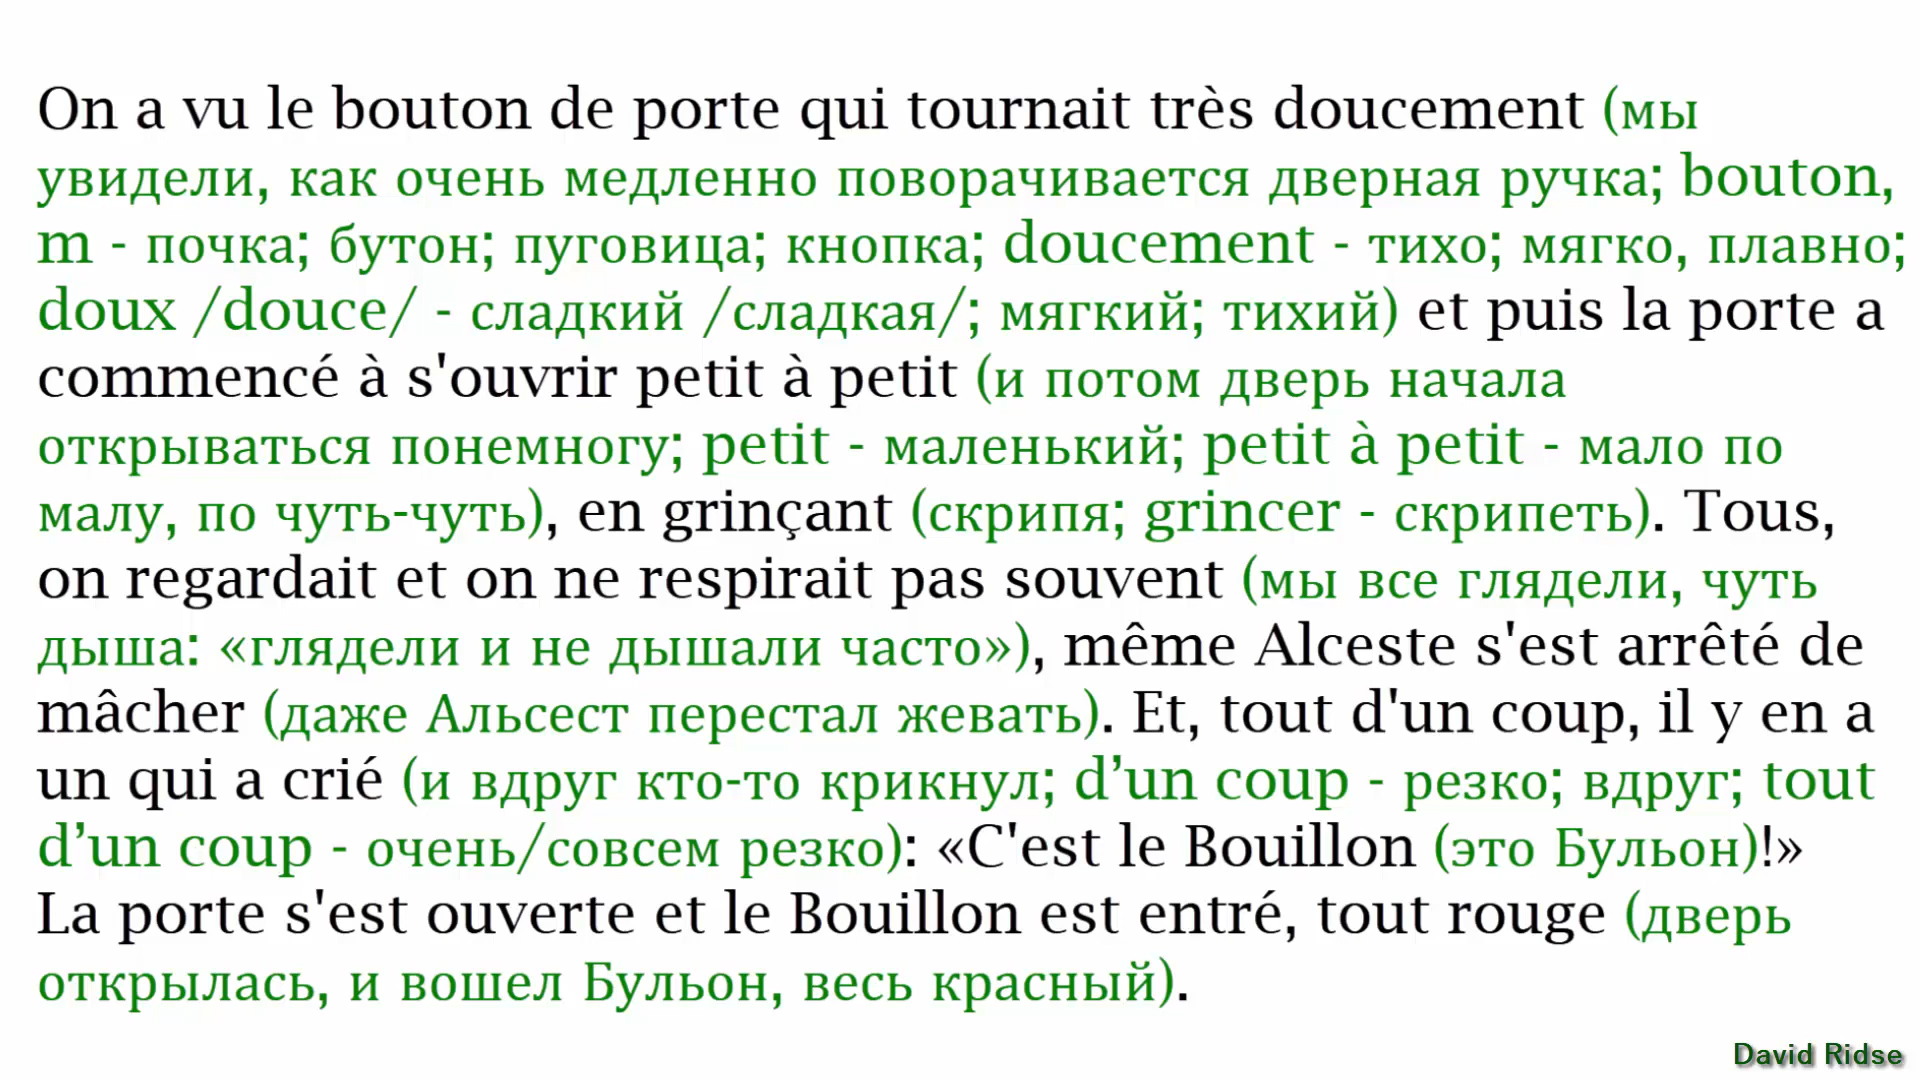 On a vu le bouton de porte qui tournait très doucement (мы
увидели, как очень медленно поворачивается дверная ручка; bouton,
m - почка; бутон; пуговица; кнопка; doucement - тихо; мягко, плавно;
doux /douce/ - сладкий /сладкая/; мягкий; тихий) et puis la porte a
commencé à s'ouvrir petit à petit (и потом дверь начала
открываться понемногу; petit - маленький; petit à petit - мало по
малу, по чуть-чуть), en grinçant (скрипя; grincer - скрипеть). Tous,
on regardait et on ne respirait pas souvent (мы все глядели, чуть
дыша: «глядели и не дышали часто»), même Alceste s'est arrêté de
mâcher (даже Альсест перестал жевать). Et, tout d'un coup, il y en a
un qui a crié (и вдруг кто-то крикнул; d’un coup - резко; вдруг; tout
d’un coup - очень/совсем резко): «C'est le Bouillon (это Бульон)!»
La porte s'est ouverte et le Bouillon est entré, tout rouge (дверь
открылась, и вошел Бульон, весь красный).
David Ridse